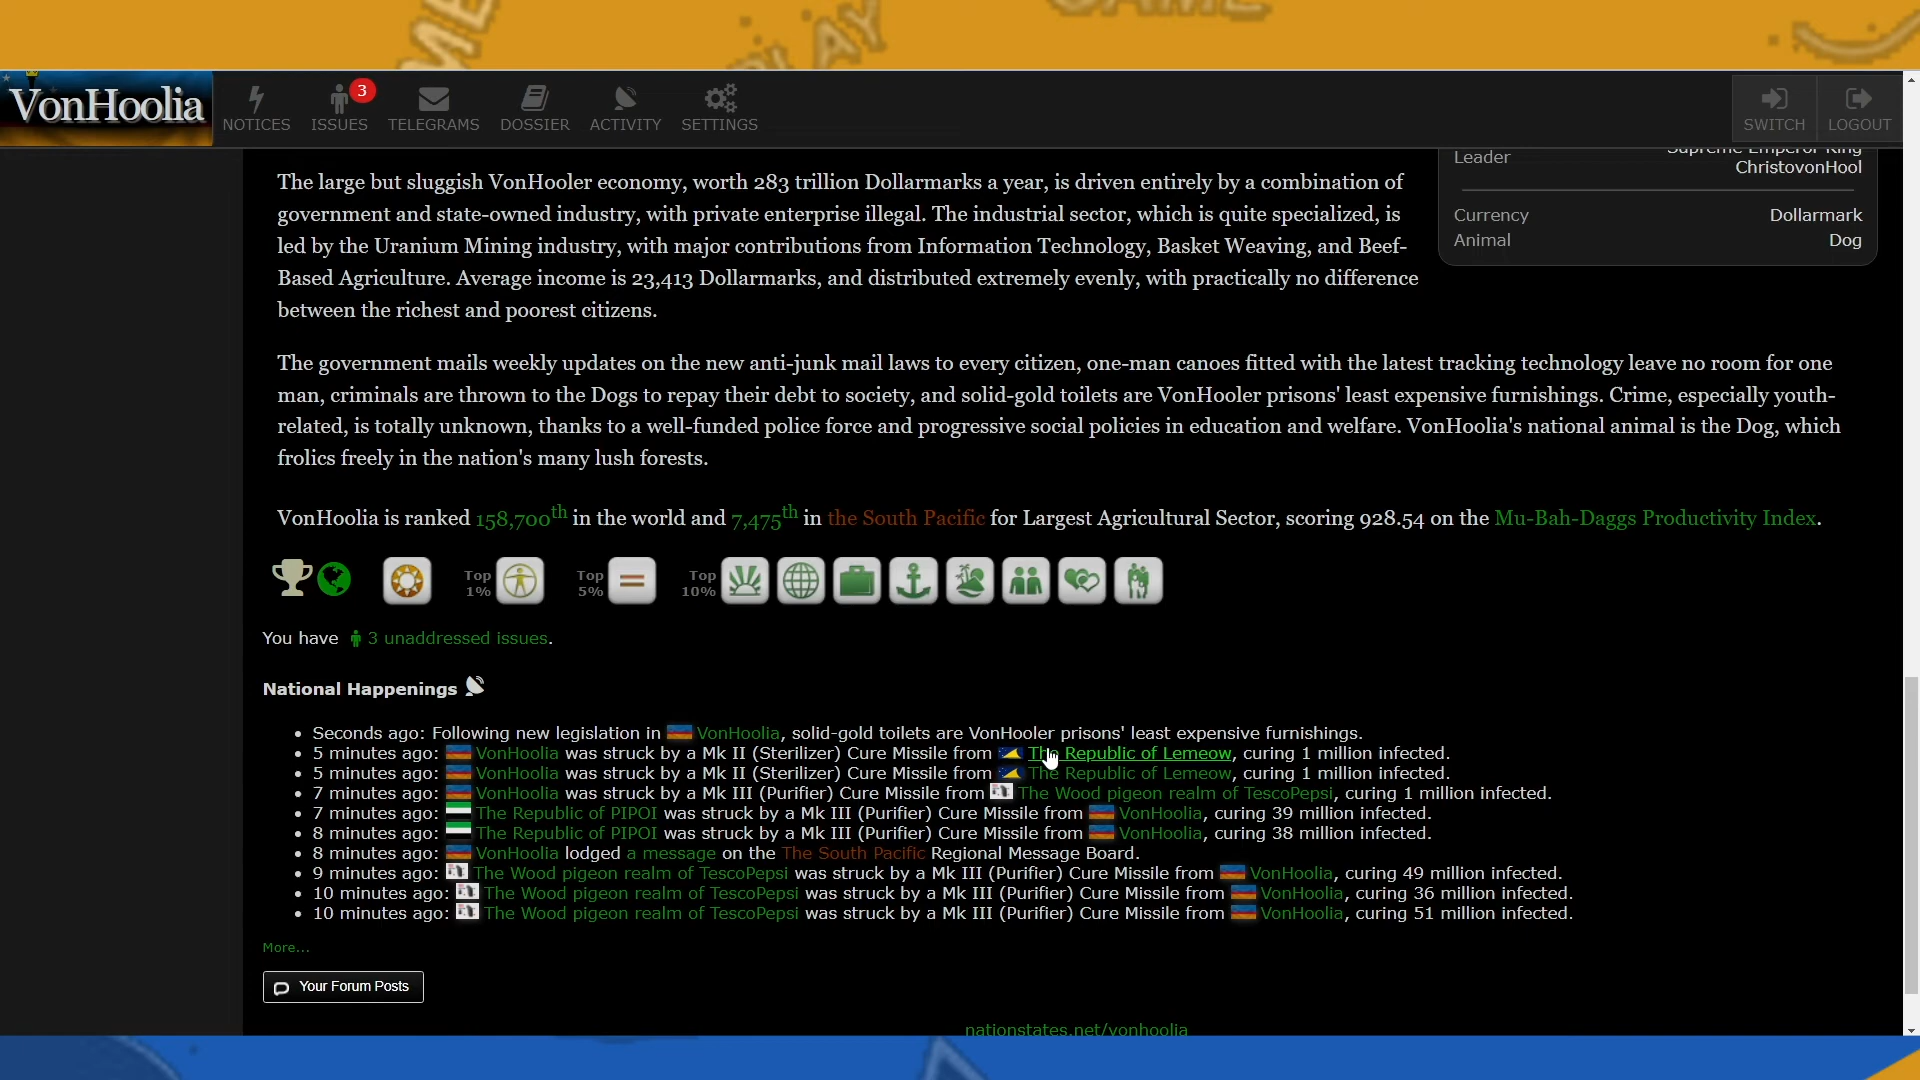 GAME
PLAY
VonHoolia
NOTICES
3
ISSUES
TELEGRAMS
DOSSIER
ACTIVITY
SETTINGS
SWITCH
LOGOUT
Leader
Supreme Emperor King
ChristovonHool
Currency
Dollarmark
Animal
Dog
The large but sluggish VonHooler economy, worth 283 trillion Dollarmarks a year, is driven entirely by a combination of
government and state-owned industry, with private enterprise illegal. The industrial sector, which is quite specialized, is
led by the Uranium Mining industry, with major contributions from Information Technology, Basket Weaving, and Beef-
Based Agriculture. Average income is 23,413 Dollarmarks, and distributed extremely evenly, with practically no difference
between the richest and poorest citizens.
The government mails weekly updates on the new anti-junk mail laws to every citizen, one-man canoes fitted with the latest tracking technology leave no room for one
man, criminals are thrown to the Dogs to repay their debt to society, and solid-gold toilets are VonHooler prisons' least expensive furnishings. Crime, especially youth-
related, is totally unknown, thanks to a well-funded police force and progressive social policies in education and welfare. VonHoolia's national animal is the Dog, which
frolics freely in the nation's many lush forests.
VonHoolia is ranked 158,700th in the world and 7,475th in the South Pacific for Largest Agricultural Sector, scoring 928.54 on the Mu-Bah-Daggs Productivity Index.
Top 1%
Top 5%
Top 10%
You have 3 unaddressed issues.
National Happenings
• Seconds ago: Following new legislation in VonHoolia, solid-gold toilets are VonHooler prisons' least expensive furnishings.
• 5 minutes ago: VonHoolia was struck by a Mk II (Sterilizer) Cure Missile from The Republic of Lemeow, curing 1 million infected.
• 5 minutes ago: VonHoolia was struck by a Mk II (Sterilizer) Cure Missile from The Republic of Lemeow, curing 1 million infected.
• 7 minutes ago: VonHoolia was struck by a Mk III (Purifier) Cure Missile from The Wood pigeon realm of TescoPepsi, curing 1 million infected.
• 7 minutes ago: The Republic of PIPOI was struck by a Mk III (Purifier) Cure Missile from VonHoolia, curing 39 million infected.
• 8 minutes ago: The Republic of PIPOI was struck by a Mk III (Purifier) Cure Missile from VonHoolia, curing 38 million infected.
• 8 minutes ago: VonHoolia lodged a message on the The South Pacific Regional Message Board.
• 9 minutes ago: The Wood pigeon realm of TescoPepsi was struck by a Mk III (Purifier) Cure Missile from VonHoolia, curing 49 million infected.
• 10 minutes ago: The Wood pigeon realm of TescoPepsi was struck by a Mk III (Purifier) Cure Missile from VonHoolia, curing 36 million infected.
• 10 minutes ago: The Wood pigeon realm of TescoPepsi was struck by a Mk III (Purifier) Cure Missile from VonHoolia, curing 51 million infected.
More...
Your Forum Posts
nationstates.net/vonhoolia